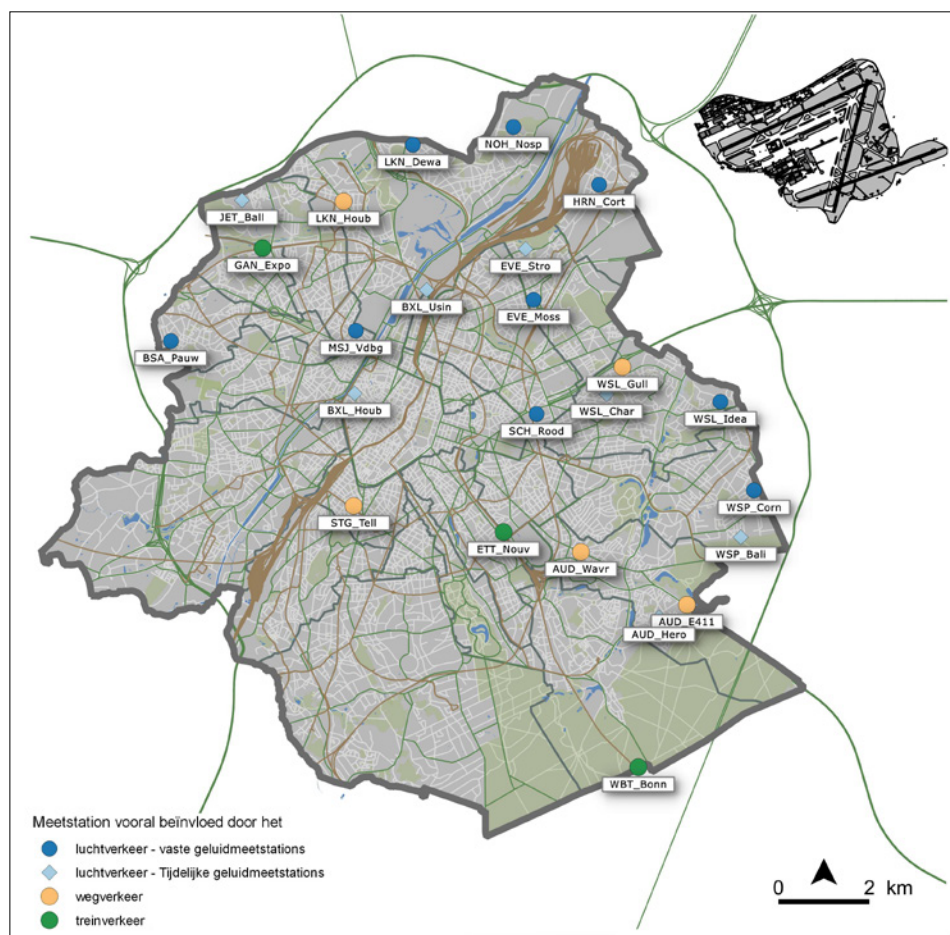 NOH_Nosp
LKN_Dewa
HRN_Cort
JET_Ball
LKN_Houb
GAN_Expo
EVE_Stro
BXL_Usin
EVE_Moss
MSJ_Vdbg
BSA_Pauw
WSL_Gull
BXL_Houb
WSL_Char
WSL_Idea
SCH_Rood
WSP_Corn
STG_Tell
ETT_Nouv
WSP_Bali
AUD_Wavr
AUD_E411
AUD_Hero
WBT_Bonn
Meetstation vooral beïnvloed door het
luchtverkeer - vaste geluidmeetstations
luchtverkeer - Tijdelijke geluidmeetstations
wegverkeer
treinverkeer
0 2 km